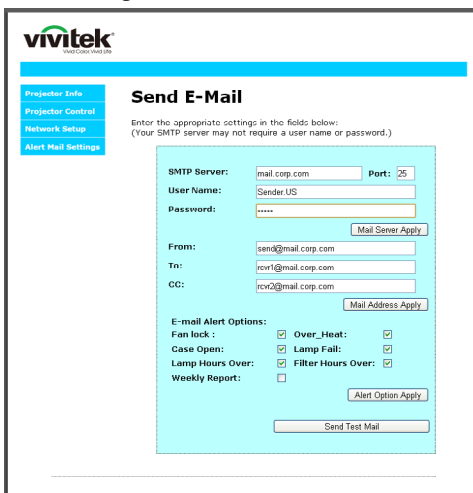 vivitek®
Vivid Color, Vivid Life
Projector Info
Projector Control
Network Setup
Alert Mail Settings
Send E-Mail
Enter the appropriate settings in the fields below:
(Your SMTP server may not require a user name or password.)
SMTP Server: mail.corp.com Port: 25
User Name: Sender.US
Password: •••••
Mail Server Apply
From: send@mail.corp.com
To: rcvr1@mail.corp.com
CC: rcvr2@mail.corp.com
Mail Address Apply
E-mail Alert Options:
Fan lock : Over_Heat:
Case Open: Lamp Fail:
Lamp Hours Over: Filter Hours Over:
Weekly Report:
Alert Option Apply
Send Test Mail